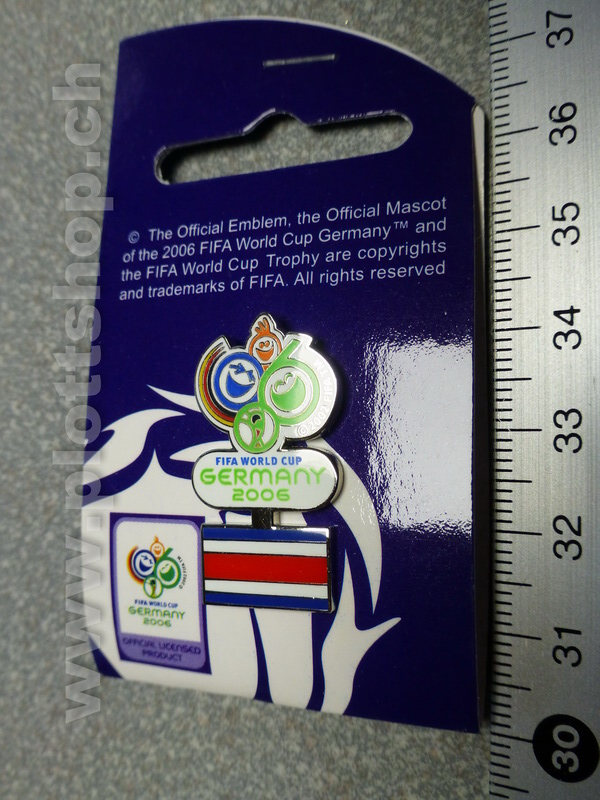 © The Official Emblem, the Official Mascot
of the 2006 FIFA World Cup Germany™ and
the FIFA World Cup Trophy are copyrights
and trademarks of FIFA. All rights reserved
FIFA WORLD CUP
GERMANY
2006
FIFA WORLD CUP
GERMANY
2006
OFFICIAL LICENSED
PRODUCT
www.plottshop.ch
37
36
35
34
33
32
31
30